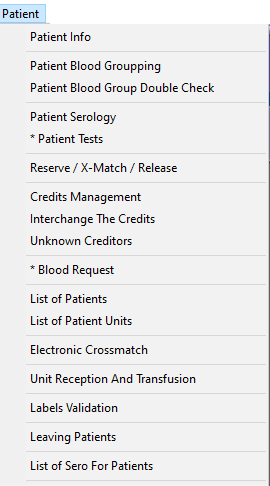 Patient
Patient Info
Patient Blood Groupping
Patient Blood Group Double Check
Patient Serology
* Patient Tests
Reserve / X-Match / Release
Credits Management
Interchange The Credits
Unknown Creditors
* Blood Request
List of Patients
List of Patient Units
Electronic Crossmatch
Unit Reception And Transfusion
Labels Validation
Leaving Patients
List of Sero For Patients